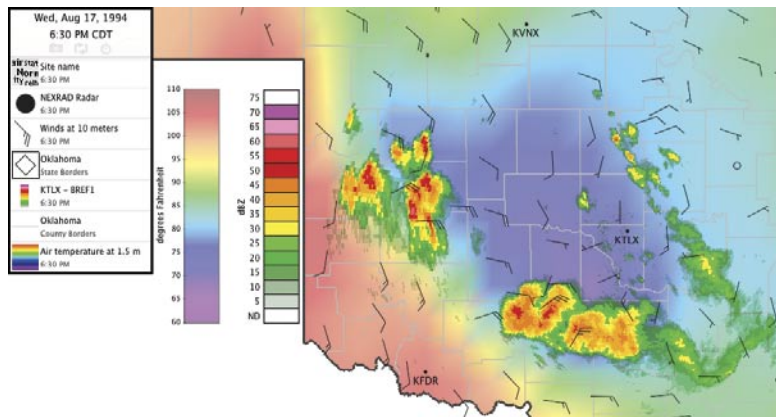 Wed, Aug 17, 1994
6:30 PM CDT
Site name
6:30 PM
NEXRAD Radar
6:30 PM
Winds at 10 meters
6:30 PM
Oklahoma
State Borders
KTLX - BREF1
6:30 PM
Oklahoma
County Borders
Air temperature at 1.5 m
6:30 PM
degrees Fahrenheit
110
105
100
95
90
85
80
75
70
65
60
dBZ
75
70
65
60
55
50
45
40
35
30
25
20
15
10
5
ND
KVNX
KTLX
KFDR